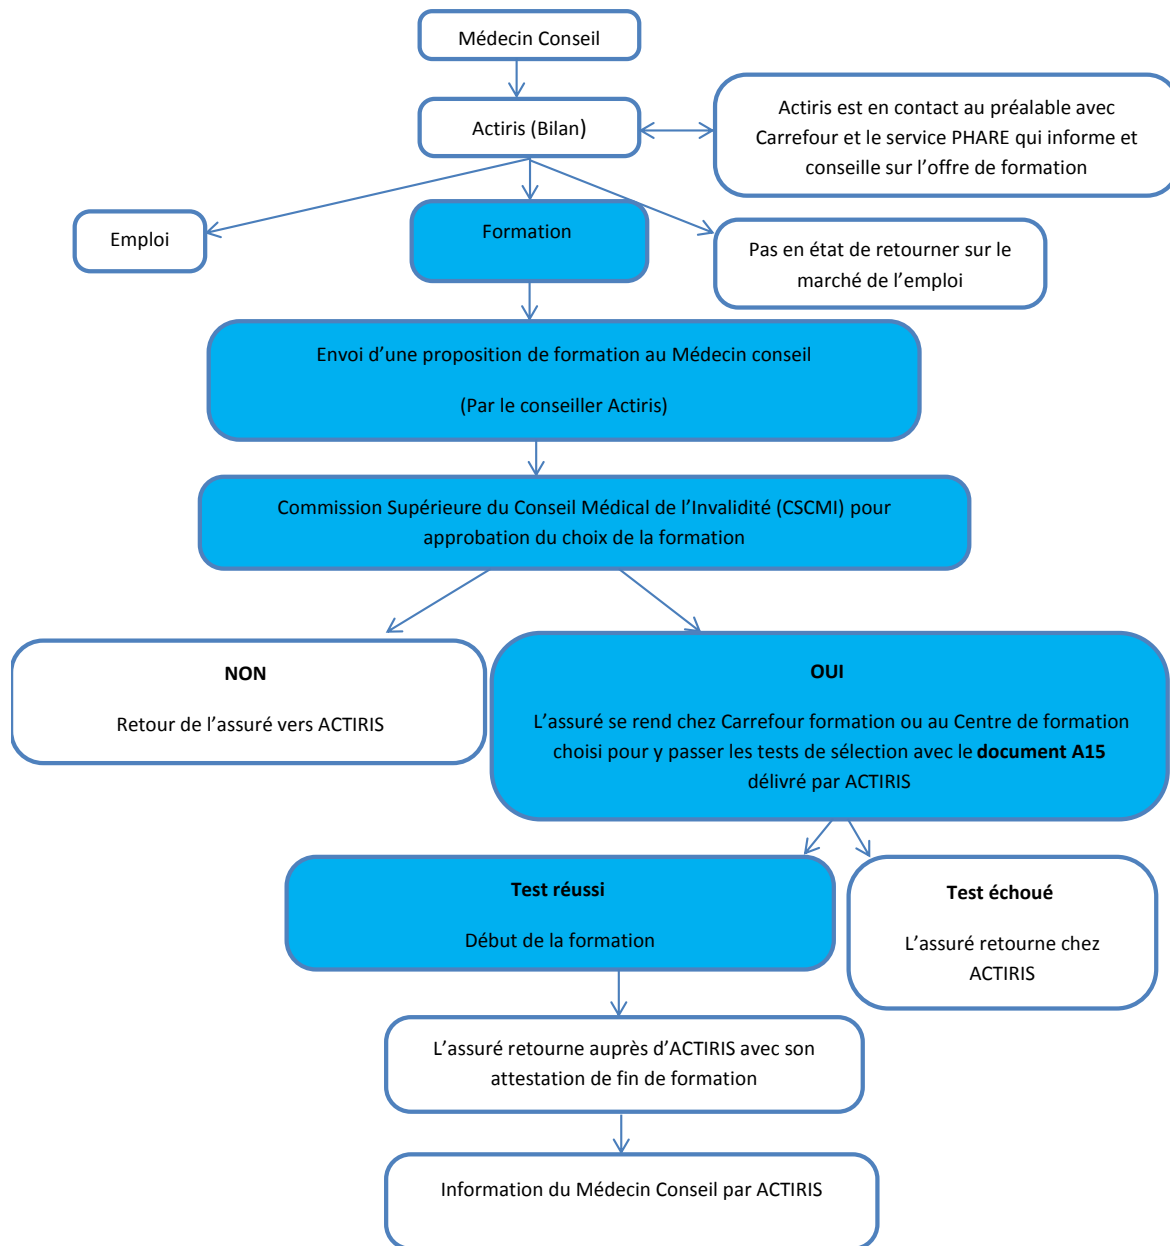 Médecin Conseil
Actiris (Bilan)
Actiris est en contact au préalable avec
Carrefour et le service PHARE qui informe et
conseille sur l’offre de formation
Emploi
Formation
Pas en état de retourner sur le
marché de l’emploi
Envoi d’une proposition de formation au Médecin conseil
(Par le conseiller Actiris)
Commission Supérieure du Conseil Médical de l’Invalidité (CSCMI) pour
approbation du choix de la formation
NON
Retour de l’assuré vers ACTIRIS
OUI
L’assuré se rend chez Carrefour formation ou au Centre de formation
choisi pour y passer les tests de sélection avec le document A15
délivré par ACTIRIS
Test réussi
Début de la formation
Test échoué
L’assuré retourne chez
ACTIRIS
L’assuré retourne auprès d’ACTIRIS avec son
attestation de fin de formation
Information du Médecin Conseil par ACTIRIS